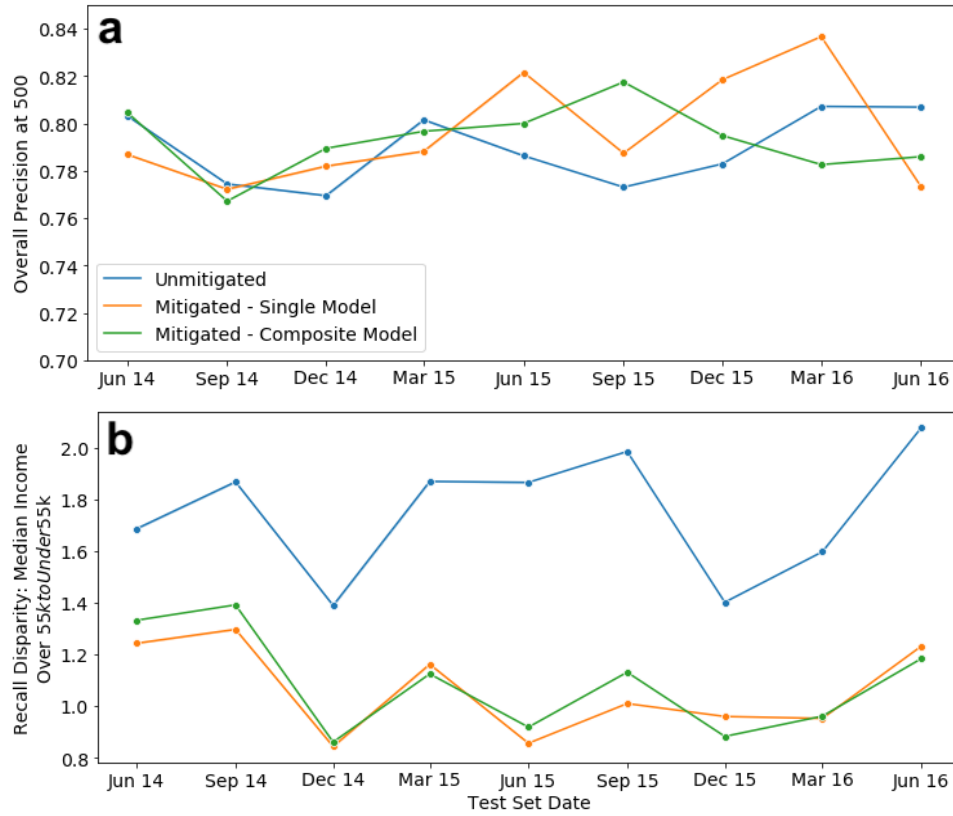 a
Overall Precision at 500
0.84
0.82
0.80
0.78
0.76
0.74
0.72
0.70
Unmitigated
Mitigated - Single Model
Mitigated - Composite Model
Jun 14 Sep 14 Dec 14 Mar 15 Jun 15 Sep 15 Dec 15 Mar 16 Jun 16
b
Recall Disparity: Median Income
Over 55ktoUnder55k
2.0
1.8
1.6
1.4
1.2
1.0
0.8
Jun 14 Sep 14 Dec 14 Mar 15 Jun 15 Sep 15 Dec 15 Mar 16 Jun 16
Test Set Date